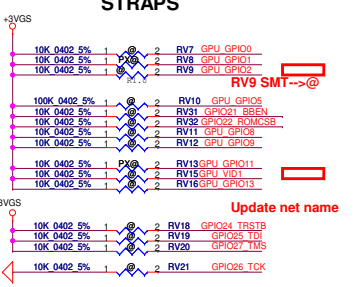 STRAPS
+3VGS
10K_0402_5% 1 @ 2 RV7 GPU_GPIO0
10K_0402_5% 1 PX@ 2 RV8 GPU_GPIO1
10K_0402_5% 1 @ 2 RV9 GPU_GPIO2
RV9 SMT-->@
100K_0402_5% 1 @ 2 RV10 GPU_GPIO5
10K_0402_5% 1 @ 2 RV31 GPIO21_BBEN
10K_0402_5% 1 @ 2 RV32 GPIO22_ROMCSB
10K_0402_5% 1 @ 2 RV11 GPU_GPIO8
10K_0402_5% 1 @ 2 RV12 GPU_GPIO9
10K_0402_5% 1 PX@ 2 RV13 GPU_GPIO11
10K_0402_5% 1 @ 2 RV15 GPU_VID1
10K_0402_5% 1 @ 2 RV16 GPU_GPIO13
3VGS
Update net name
10K_0402_5% 1 @ 2 RV18 GPIO24_TRSTB
10K_0402_5% 1 @ 2 RV19 GPIO25_TDI
10K_0402_5% 1 @ 2 RV20 GPIO27_TMS
10K_0402_5% 1 @ 2 RV21 GPIO26_TCK